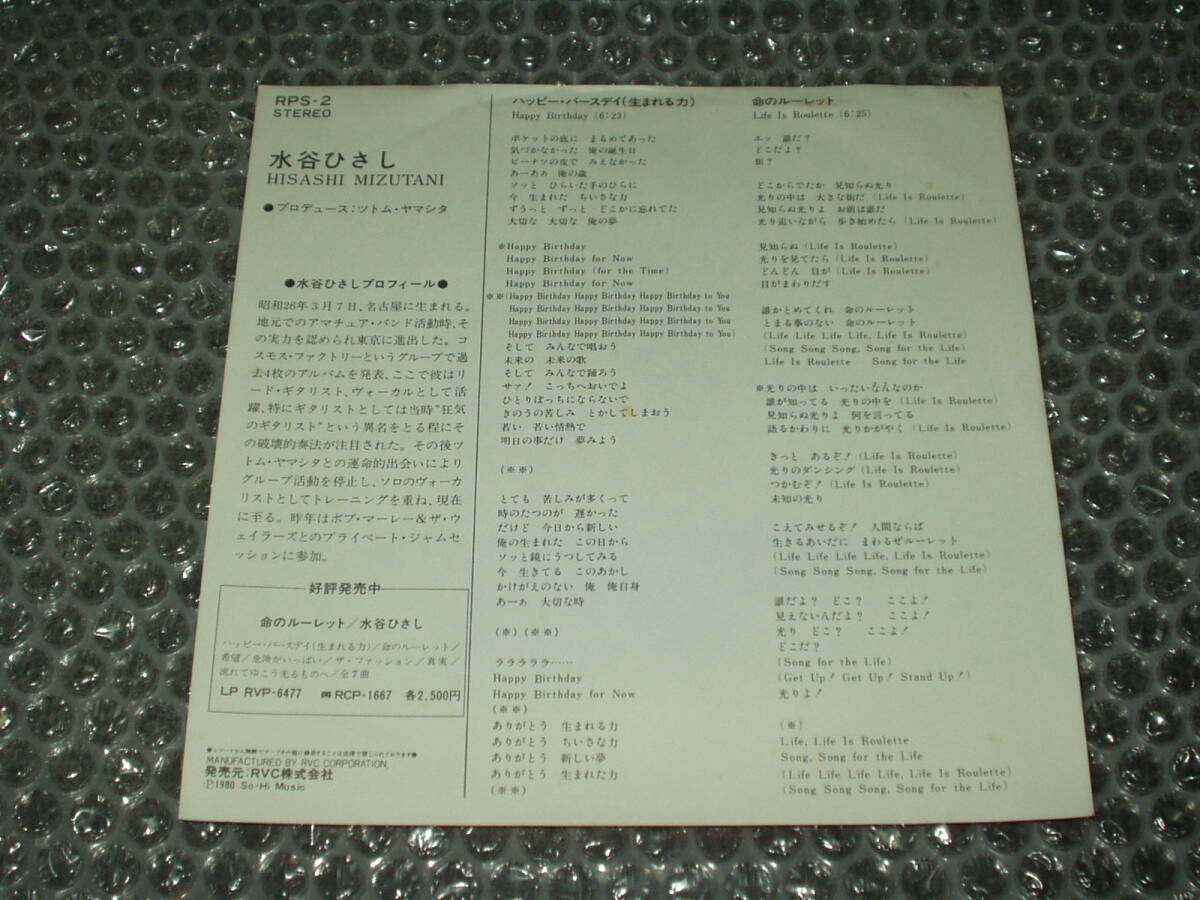 RPS-2
STEREO
水谷ひさし
HISASHI MIZUTANI
●プロデュース:ツトム・ヤマシタ
●水谷ひさしプロフィール●
昭和26年3月7日、名古屋に生まれる。
地元でのアマチュア・バンド活動時、そ
の実力を認められ東京に進出した。コ
スモス・ファクトリーというグループで過
去4枚のアルバムを発表、ここで彼はリ
ード・ギタリスト、ヴォーカルとして活
躍、特にギタリストとしては当時“狂気
のギタリスト”という異名をとる程にそ
の破壊的奏法が注目された。その後ツ
トム・ヤマシタとの運命的出会いにより
グループ活動を停止し、ソロのヴォーカ
リストとしてトレーニングを重ね、現在
に至る。昨年はボブ・マーレー&ザ・ウ
ェイラーズとのプライベート・ジャムセ
ッションに参加。
好評発売中
命のルーレット/水谷ひさし
ハッピー・バースデイ(生まれる力)/命のルーレット/
希望/危険がいっぱい/ザ・ファッション/真実/
流れてゆこう光るものへ/全7曲
LP RVP-6477 RCP-1667 各2,500円
●レコードから無断でテープその他に録音することは法律で禁じられております●
MANUFACTURED BY RVC CORPORATION.
発売元:RVC株式会社
Ⓟ1980 So-Hi Music
ハッピー・バースデイ(生まれる力)
Happy Birthday (6:23)
ポケットの底に まるめてあった
気づかなかった 俺の誕生日
ピーナツの皮で みえなかった
あーあぁ 俺の歳
ソッと ひらいた手のひらに
今 生まれた ちいさな力
ずうっと ずっと どこかに忘れてた
大切な 大切な 俺の夢
※Happy Birthday
Happy Birthday for Now
Happy Birthday (for the Time)
Happy Birthday for Now
※※(Happy Birthday Happy Birthday Happy Birthday to You
Happy Birthday Happy Birthday Happy Birthday to You
Happy Birthday Happy Birthday Happy Birthday to You
Happy Birthday Happy Birthday Happy Birthday to You)
そして みんなで唱おう
未来の 未来の歌
そして みんなで踊ろう
サァ! こっちへおいでよ
ひとりぼっちにならないで
きのうの苦しみ とかしてしまおう
若い 若い情熱で
明日の事だけ 夢みよう
(※※)
とても 苦しみが多くって
時のたつのが 遅かった
だけど 今日から新しい
俺の生まれた この日から
ソッと鏡にうつしてみる
今 生きてる このあかし
かけがえのない 俺 俺自身
あーぁ 大切な時
(※)(※※)
ラララララ……
Happy Birthday
Happy Birthday for Now
(※※)
ありがとう 生まれる力
ありがとう ちいさな力
ありがとう 新しい夢
ありがとう 生まれた力
(※※)
命のルーレット
Life Is Roulette (6:25)
エッ 誰だ?
どこだよ?
街?
どこからでたか 見知らぬ光り
光りの中は 大きな街だ (Life Is Roulette)
見知らぬ光りよ お前は誰だ
光り追いながら 歩き始めたら (Life Is Roulette)
見知らぬ (Life Is Roulette)
光りを見てたら (Life Is Roulette)
どんどん 目が (Life Is Roulette)
目がまわりだす
誰かとめてくれ 命のルーレット
とまる事のない 命のルーレット
(Life Life Life Life, Life Is Roulette)
(Song Song Song, Song for the Life)
Life Is Roulette Song for the Life
※光りの中は いったいなんなのか
誰が知ってる 光りの中を (Life Is Roulette)
見知らぬ光りよ 何を言ってる
語るかわりに 光りかがやく (Life Is Roulette)
きっと あるぞ! (Life Is Roulette)
光りのダンシング (Life Is Roulette)
つかむぞ! (Life Is Roulette)
未知の光り
こえてみせるぞ! 人間ならば
生きるあいだに まわるぜルーレット
(Life Life Life Life, Life Is Roulette)
(Song Song Song, Song for the Life)
誰だよ? どこ? ここよ!
見えないんだよ? ここよ!
光り どこ? ここよ!
どこだ?
(Song for the Life)
(Get Up! Get Up! Stand Up!)
光りよ!
(※)
Life, Life Is Roulette
Song, Song for the Life
(Life Life Life Life, Life Is Roulette)
(Song Song Song, Song for the Life)